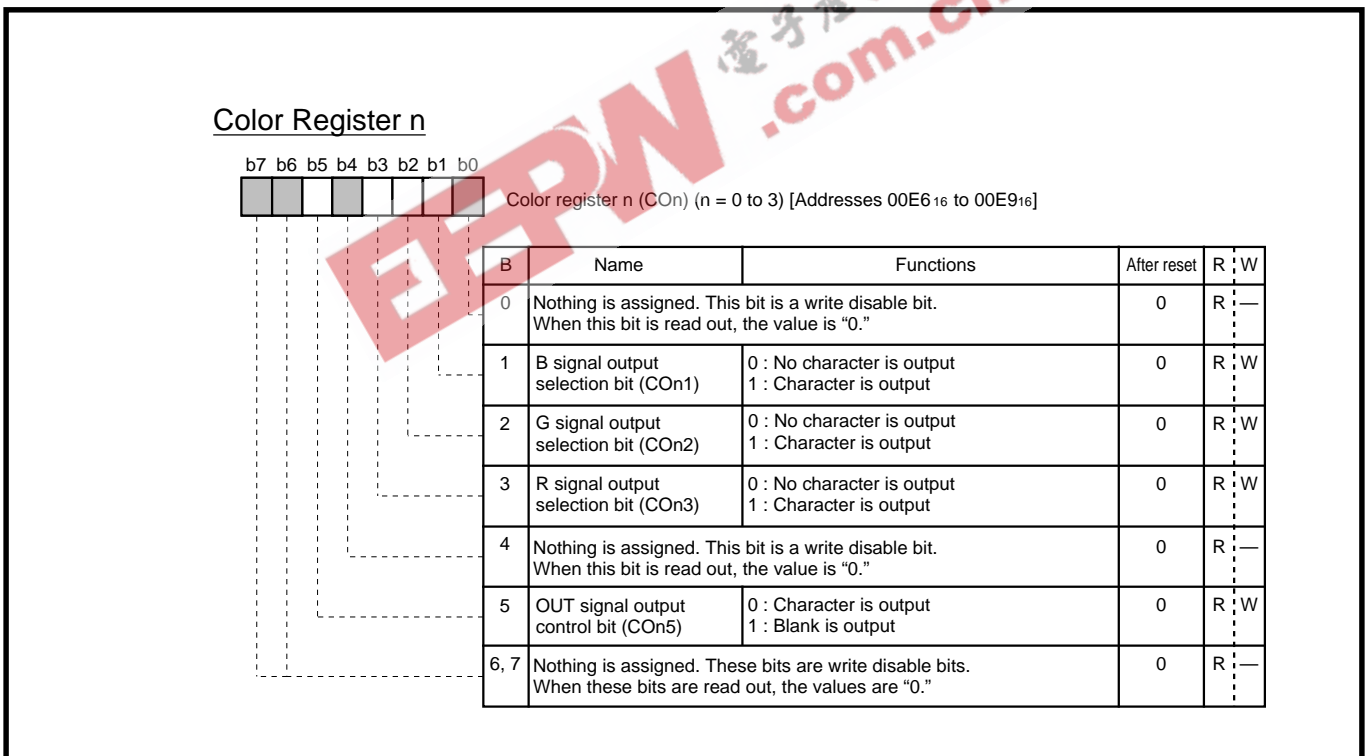 Color Register n
b7 b6 b5 b4 b3 b2 b1 b0
Color register n (COn) (n = 0 to 3) [Addresses 00E616 to 00E916]
B Name Functions After reset R W
0 Nothing is assigned. This bit is a write disable bit. 0 R —
When this bit is read out, the value is “0.”
1 B signal output 0 : No character is output 0 R W
selection bit (COn1) 1 : Character is output
2 G signal output 0 : No character is output 0 R W
selection bit (COn2) 1 : Character is output
3 R signal output 0 : No character is output 0 R W
selection bit (COn3) 1 : Character is output
4 Nothing is assigned. This bit is a write disable bit. 0 R —
When this bit is read out, the value is “0.”
5 OUT signal output 0 : Character is output 0 R W
control bit (COn5) 1 : Blank is output
6, 7 Nothing is assigned. These bits are write disable bits. 0 R —
When these bits are read out, the values are “0.”
EEPW
.com.cn